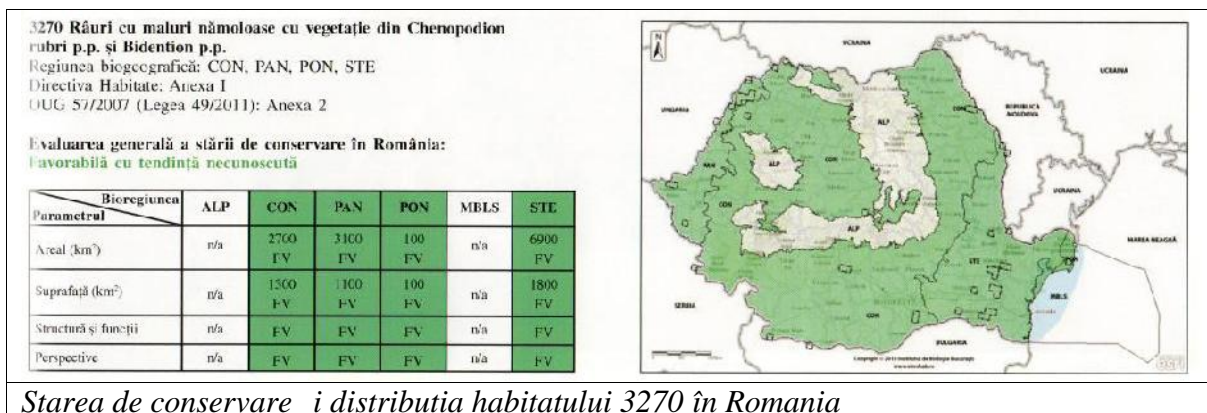 3270 Râuri cu maluri nămoloase cu vegetație din Chenopodion
rubri p.p. și Bidention p.p.
Regiunea biogeografică: CON, PAN, PON, STE
Directiva Habitate: Anexa I
OUG 57/2007 (Legea 49/2011): Anexa 2
Evaluarea generală a stării de conservare în România:
Favorabilă cu tendință necunoscută
Bioregiunea
Parametrul ALP CON PAN PON MBLS STE
Areal (km²) n/a 2700 3100 100 n/a 6900
FV FV FV FV
Suprafață (km²) n/a 1500 1100 100 n/a 1800
FV FV FV FV
Structură și funcții n/a FV FV FV n/a FV
Perspective n/a FV FV FV n/a FV
N
UCRAINA
UCRAINA
UNGARIA
CON
REPUBLICA
MOLDOVA
ALP
PAN
ALP
CON
UCRAINA
CON
ALP
MAREA NEAGRĂ
STE
PON
MBLS
SERBIA
CON
BULGARIA
Starea de conservare i distributia habitatului 3270 în Romania